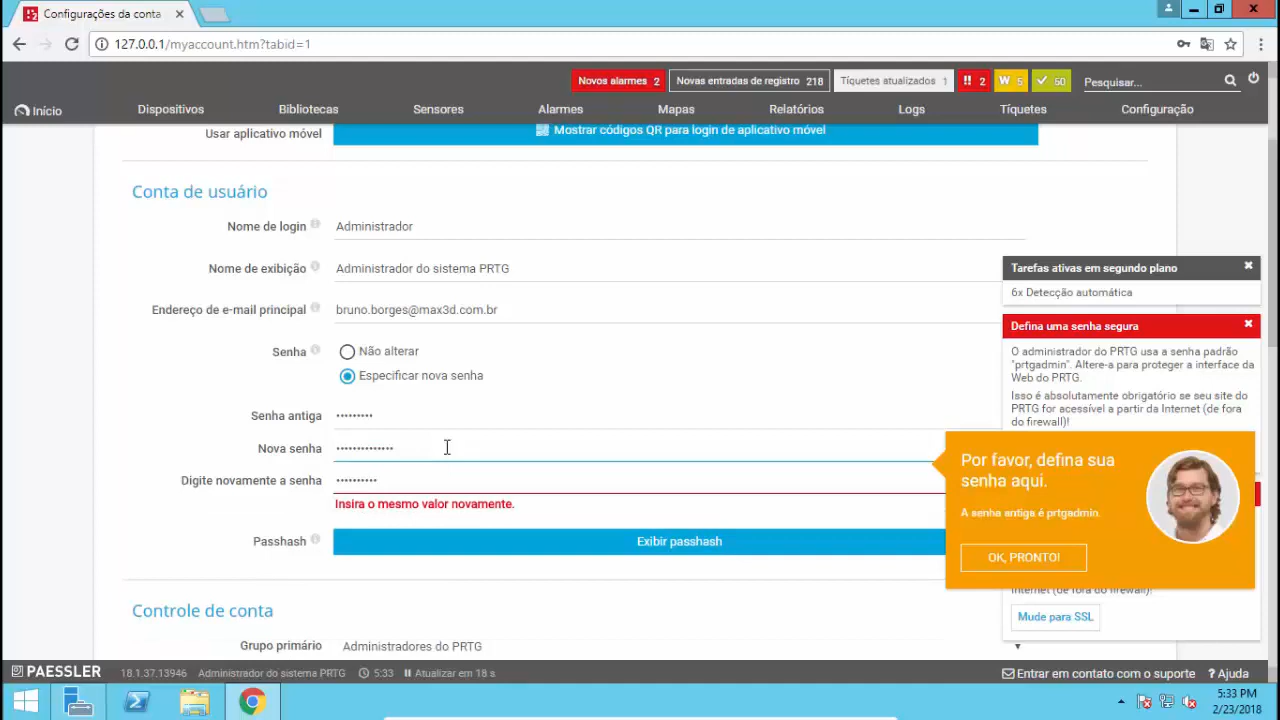 Configurações da conta
127.0.0.1/myaccount.htm?tabid=1
Novos alarmes 2
Novas entradas de registro 218
Tíquetes atualizados 1
!! 2
W 5
50
Pesquisar...
Início
Dispositivos
Bibliotecas
Sensores
Alarmes
Mapas
Relatórios
Logs
Tíquetes
Configuração
Usar aplicativo móvel
Mostrar códigos QR para login de aplicativo móvel
Conta de usuário
Nome de login
Administrador
Nome de exibição
Administrador do sistema PRTG
Endereço de e-mail principal
bruno.borges@max3d.com.br
Senha
Não alterar
Especificar nova senha
Senha antiga
•••••••••
Nova senha
••••••••••••••
Digite novamente a senha
••••••••••
Insira o mesmo valor novamente.
Passhash
Exibir passhash
Controle de conta
Grupo primário
Administradores do PRTG
Tarefas ativas em segundo plano
6x Detecção automática
Defina uma senha segura
O administrador do PRTG usa a senha padrão
"prtgadmin". Altere-a para proteger a interface da
Web do PRTG.
Isso é absolutamente obrigatório se seu site do
PRTG for acessível a partir da Internet (de fora
do firewall)!
Por favor, defina sua
senha aqui.
A senha antiga é prtgadmin.
OK, PRONTO!
Internet (de fora do firewall)!
Mude para SSL
PAESSLER
18.1.37.13946
Administrador do sistema PRTG
5:33
Atualizar em 18 s
Entrar em contato com o suporte
? Ajuda
5:33 PM
2/23/2018